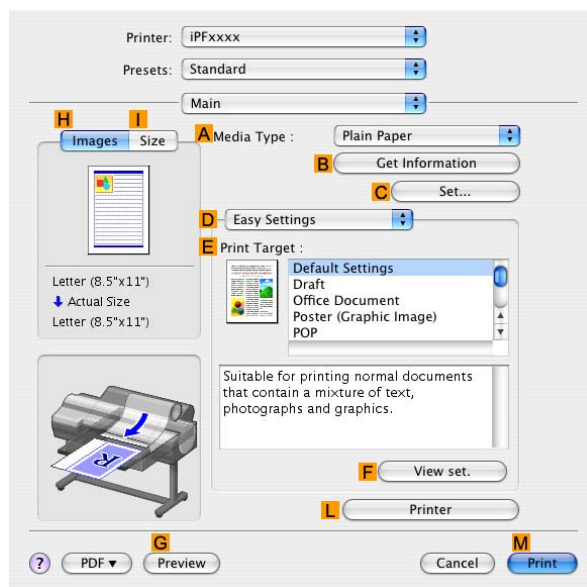 Printer: iPFxxxx
Presets: Standard
Main
H I
Images Size
A Media Type : Plain Paper
B Get Information
C Set...
D Easy Settings
E Print Target :
Default Settings
Draft
Office Document
Poster (Graphic Image)
POP
Letter (8.5"x11")
Actual Size
Letter (8.5"x11")
Suitable for printing normal documents
that contain a mixture of text,
photographs and graphics.
R
F View set.
L Printer
G M
? PDF▼ Preview Cancel Print